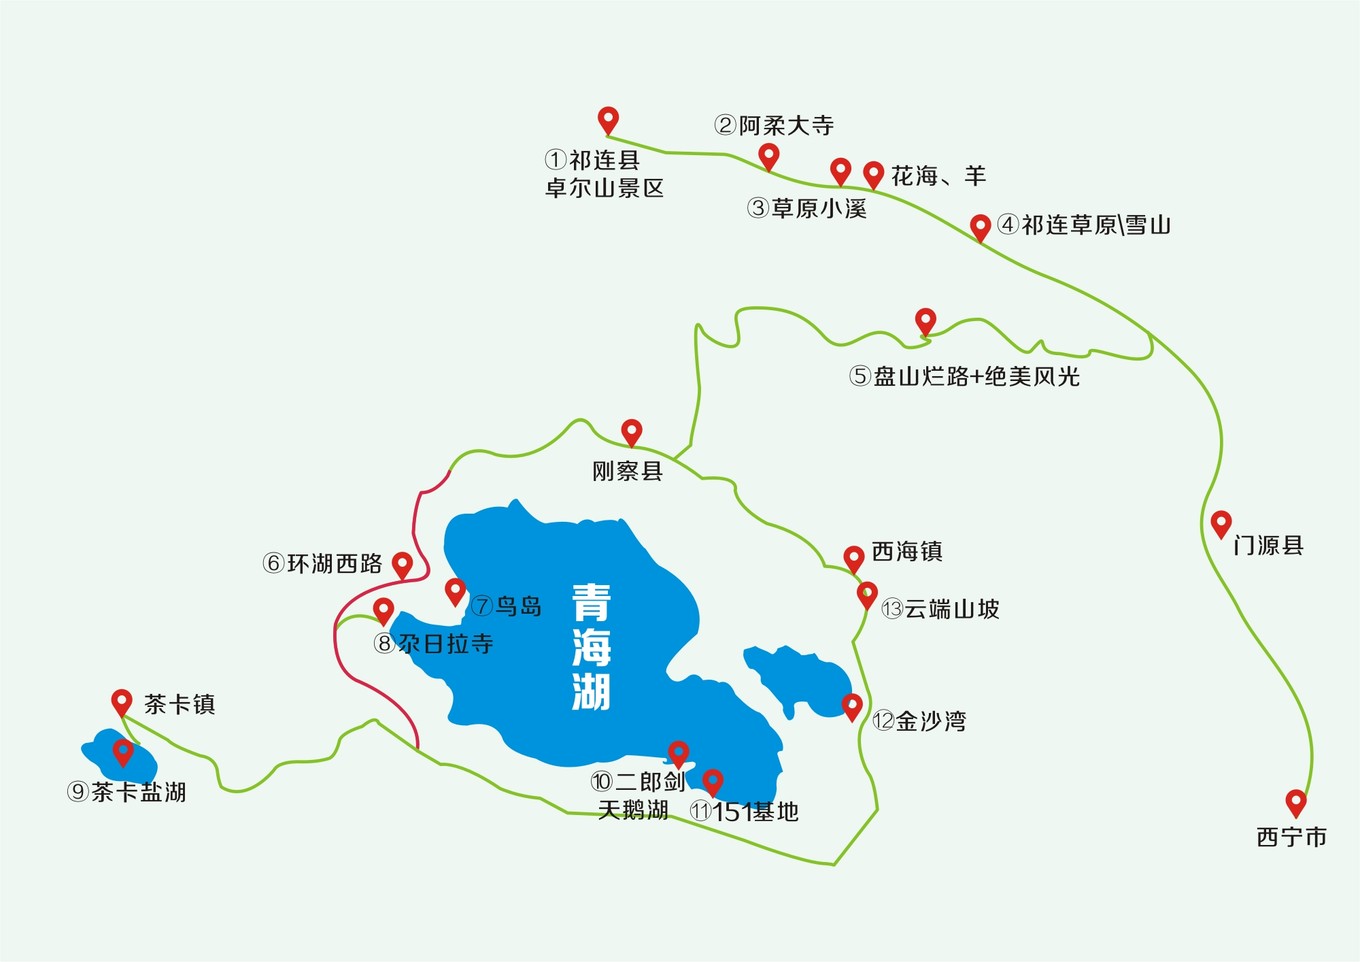 ②阿柔大寺
①祁连县
卓尔山景区
花海、羊
③草原小溪
④祁连草原\雪山
⑤盘山烂路+绝美风光
刚察县
西海镇
门源县
⑥环湖西路
⑦鸟岛
青海湖
⑬云端山坡
⑧尕日拉寺
茶卡镇
⑫金沙湾
⑨茶卡盐湖
⑩二郎剑
天鹅湖
⑪151基地
西宁市